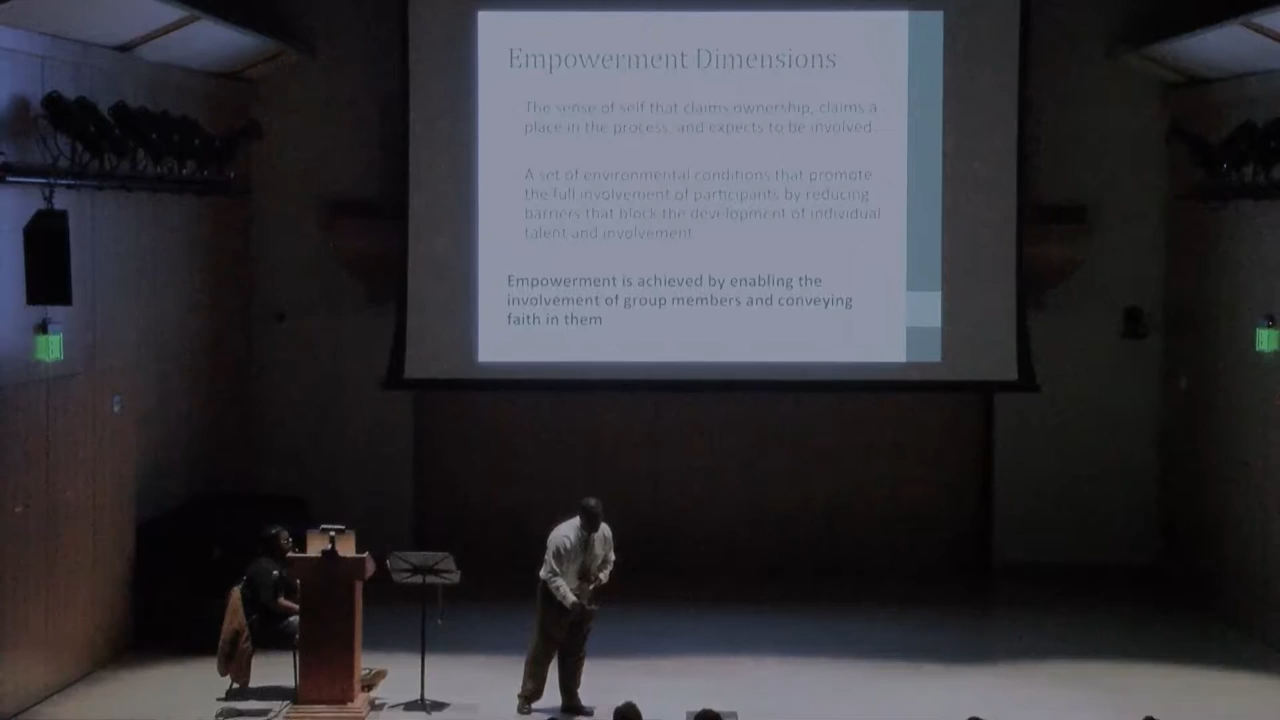 Empowerment Dimensions
The sense of self that claims ownership, claims a
place in the process, and expects to be involved.
A set of environmental conditions that promote
the full involvement of participants by reducing
barriers that block the development of individual
talent and involvement
Empowerment is achieved by enabling the
involvement of group members and conveying
faith in them